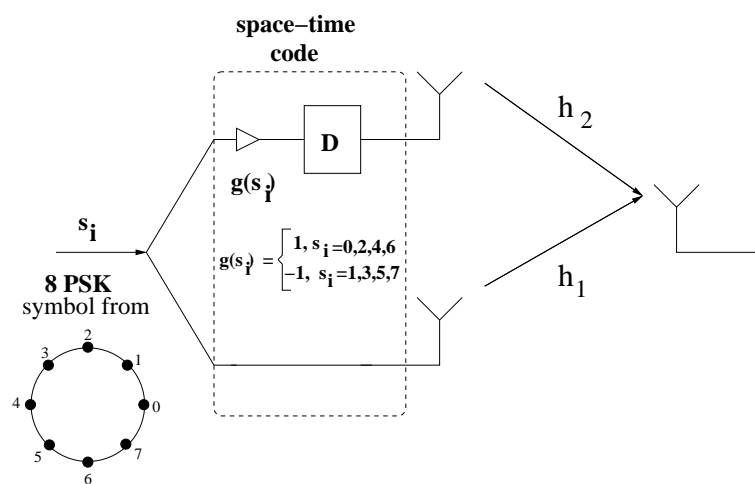 space−time
code
D
h 2
g(s i)
s i
g(s i) = { 1, s i =0,2,4,6
−1, s i =1,3,5,7
h 1
8 PSK
symbol from
2
3
1
4
0
5
7
6